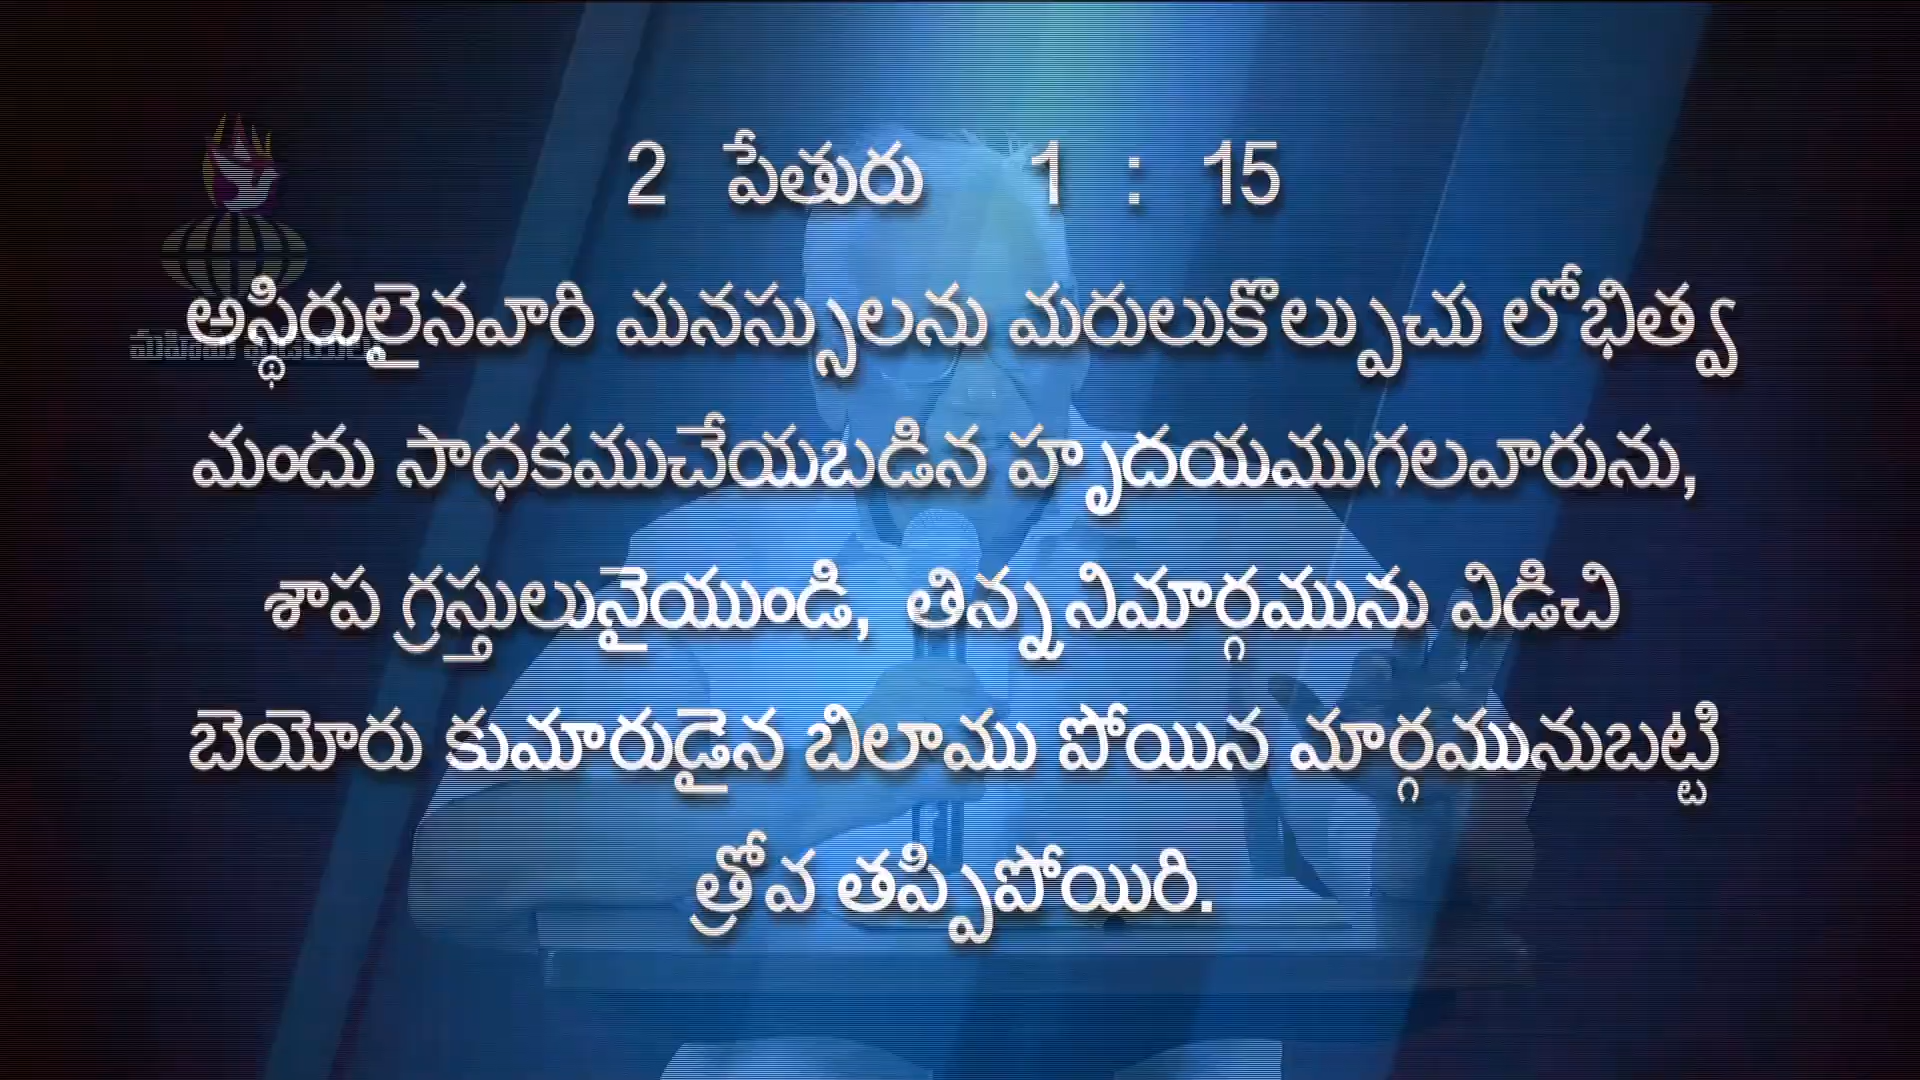 2 పేతురు 1 : 15
అస్థిరులైనవారి మనస్సులను మరులుకొల్పుచు లోభిత్వ
మందు సాధకముచేయబడిన హృదయముగలవారును,
శాప గ్రస్తులునైయుండి, తిన్ననిమార్గమును విడిచి
బెయోరు కుమారుడైన బిలాము పోయిన మార్గమునుబట్టి
త్రోవ తప్పిపోయిరి.